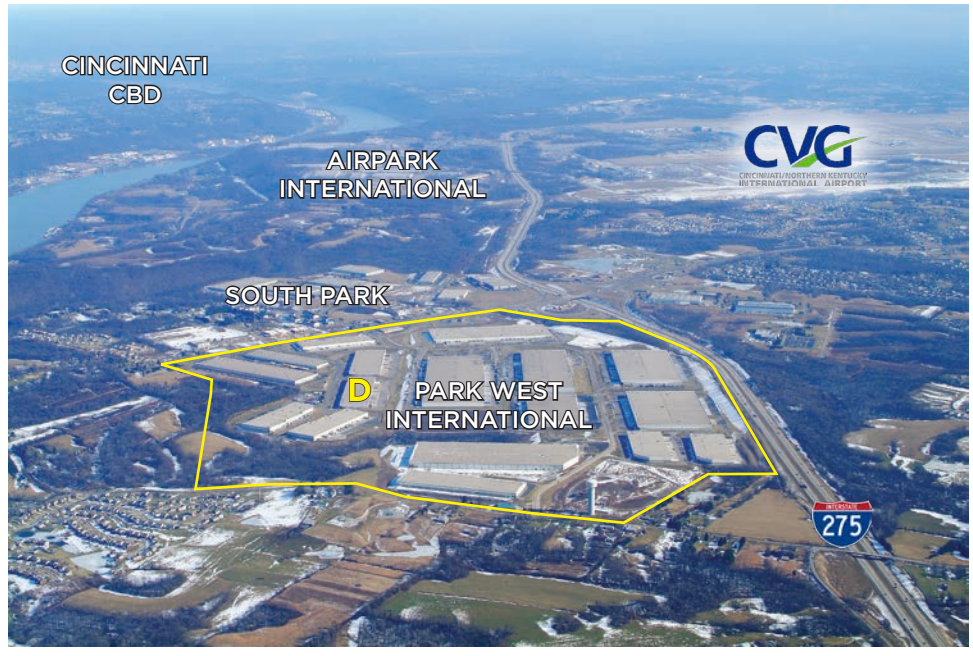 CINCINNATI
CBD
AIRPARK
INTERNATIONAL
CVG
CINCINNATI/NORTHERN KENTUCKY
INTERNATIONAL AIRPORT
SOUTH PARK
D
PARK WEST
INTERNATIONAL
INTERSTATE
275